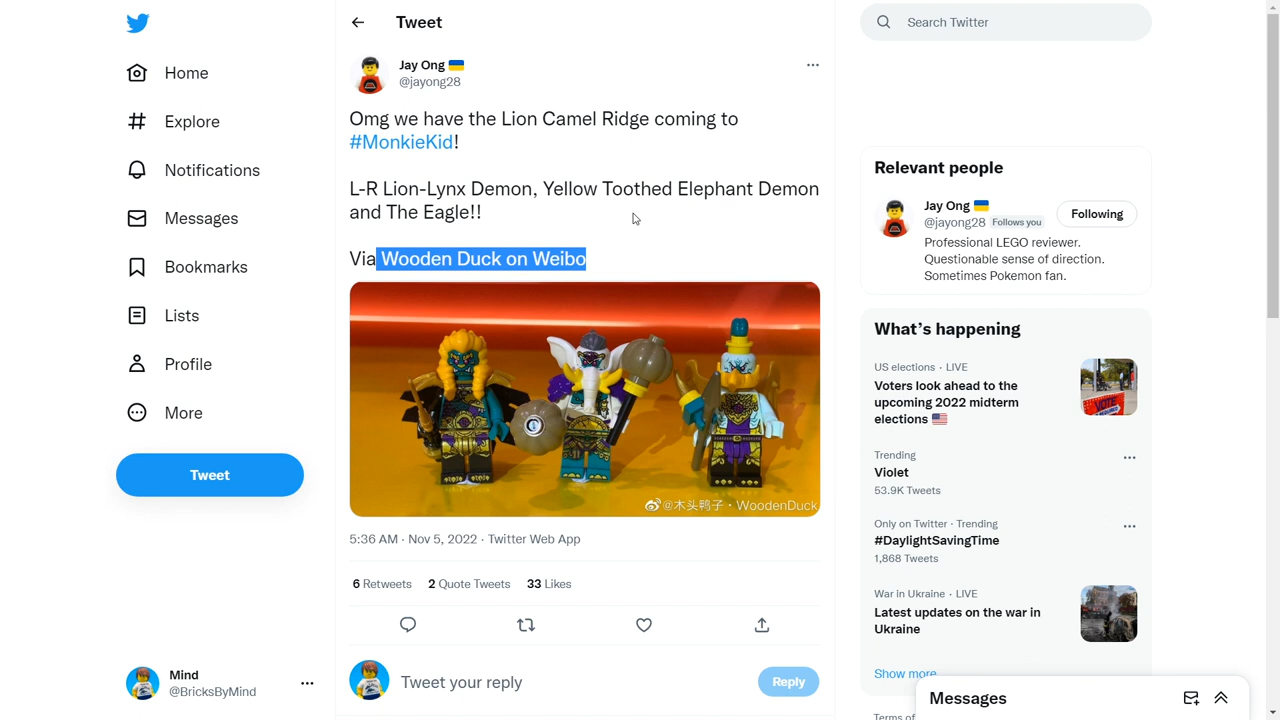 Tweet
Jay Ong 🇺🇦
@jayong28
Omg we have the Lion Camel Ridge coming to
#MonkieKid!
L-R Lion-Lynx Demon, Yellow Toothed Elephant Demon
and The Eagle!!
Via Wooden Duck on Weibo
@木头鸭子・WoodenDuck
5:36 AM · Nov 5, 2022 · Twitter Web App
6 Retweets 2 Quote Tweets 33 Likes
Tweet your reply
Reply
Home
Explore
Notifications
Messages
Bookmarks
Lists
Profile
More
Tweet
Mind
@BricksByMind
Search Twitter
Relevant people
Jay Ong 🇺🇦
@jayong28 Follows you
Following
Professional LEGO reviewer.
Questionable sense of direction.
Sometimes Pokemon fan.
What's happening
US elections · LIVE
Voters look ahead to the
upcoming 2022 midterm
elections 🇺🇸
VOTE
Trending
Violet
53.9K Tweets
Only on Twitter · Trending
#DaylightSavingTime
1,868 Tweets
War in Ukraine · LIVE
Latest updates on the war in
Ukraine
Show more
Messages
Terms of